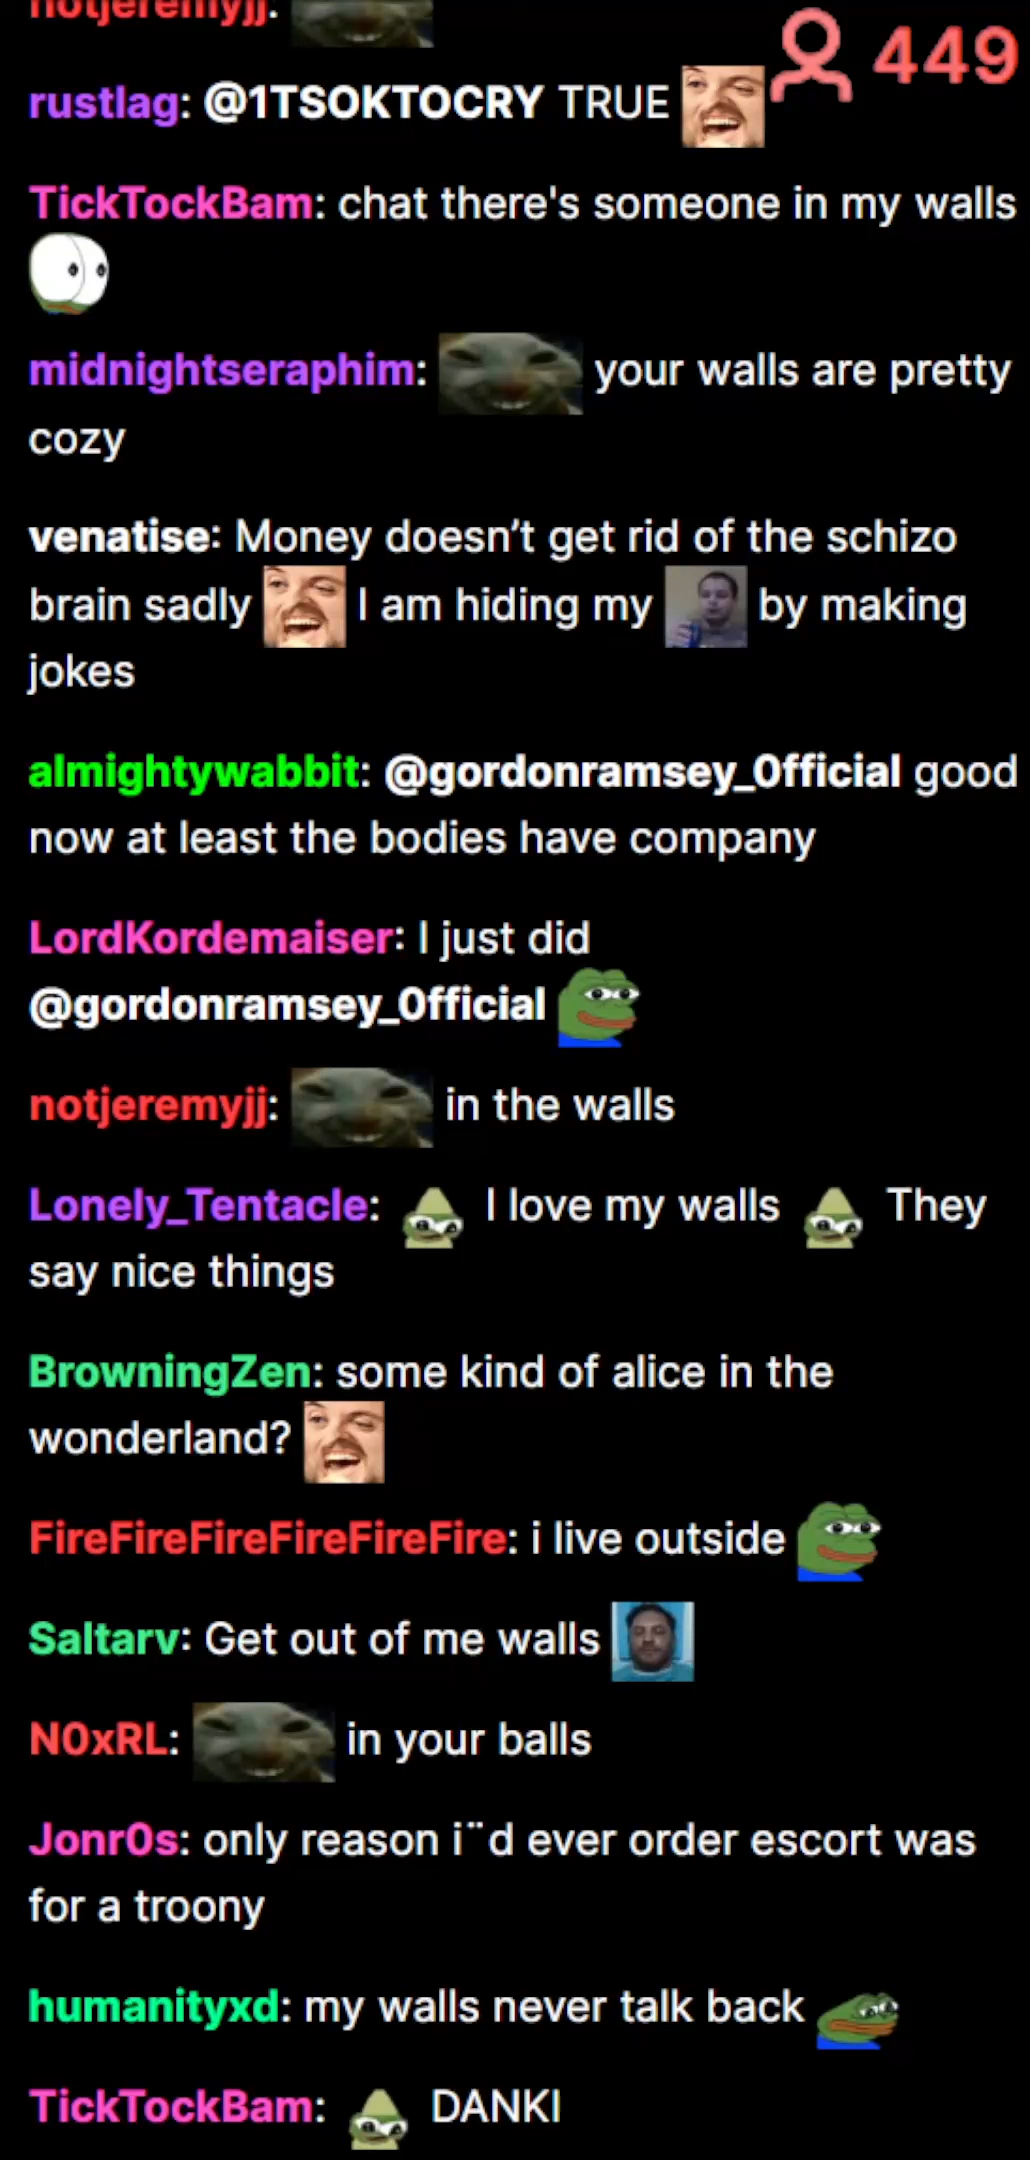 notjeremyjj:
449
rustlag: @1TSOKTOCRY TRUE
TickTockBam: chat there's someone in my walls
midnightseraphim: your walls are pretty
cozy
venatise: Money doesn’t get rid of the schizo
brain sadly I am hiding my by making
jokes
almightywabbit: @gordonramsey_0fficial good
now at least the bodies have company
LordKordemaiser: I just did
@gordonramsey_0fficial
notjeremyjj: in the walls
Lonely_Tentacle: I love my walls They
say nice things
BrowningZen: some kind of alice in the
wonderland?
FireFireFireFireFireFire: i live outside
Saltarv: Get out of me walls
N0xRL: in your balls
Jonr0s: only reason i¨d ever order escort was
for a troony
humanityxd: my walls never talk back
TickTockBam: DANKI